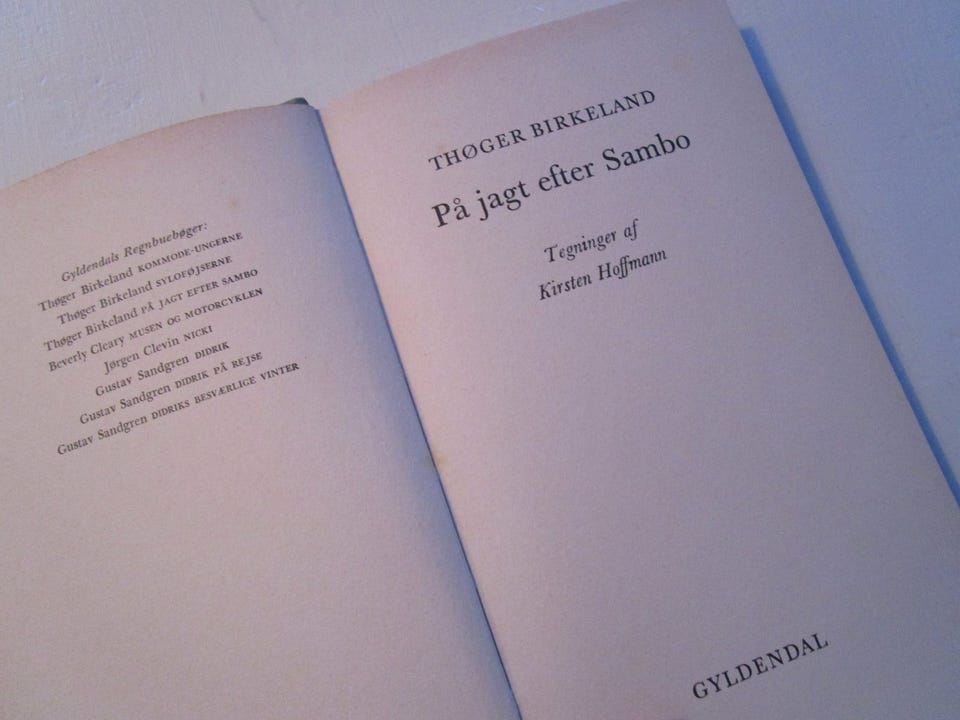 Gyldendals Regnbuebøger:
Thøger Birkeland KOMMODE-UNGERNE
Thøger Birkeland SYLOEØJSERNE
Thøger Birkeland PÅ JAGT EFTER SAMBO
Beverly Cleary MUSEN OG MOTORCYKLEN
Jørgen Clevin NICKI
Gustav Sandgren DIDRIK
Gustav Sandgren DIDRIK PÅ REJSE
Gustav Sandgren DIDRIKS BESVÆRLIGE VINTER
THØGER BIRKELAND
På jagt efter Sambo
Tegninger af
Kirsten Hoffmann
GYLDENDAL